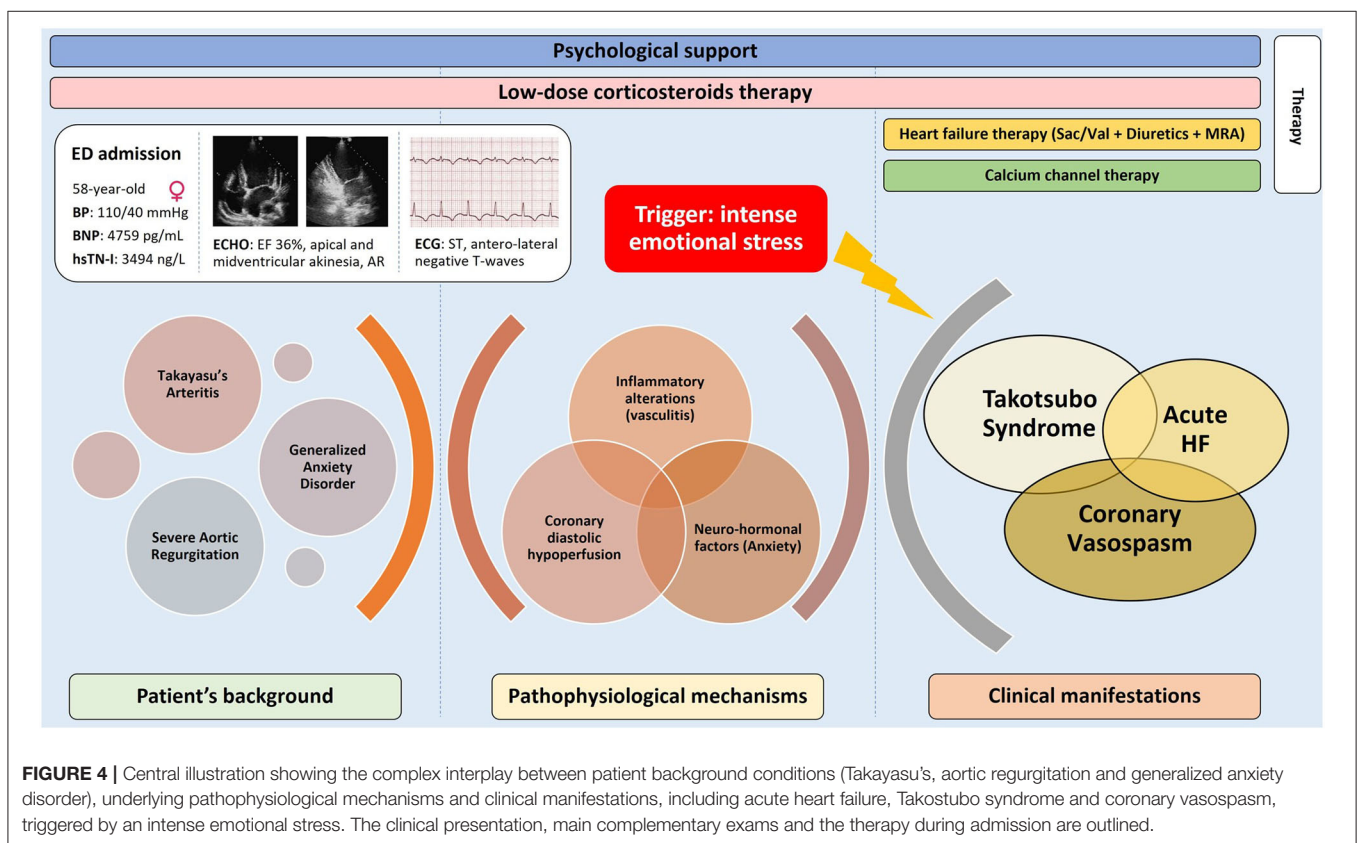 Psychological support
Low-dose corticosteroids therapy
Therapy
Heart failure therapy (Sac/Val + Diuretics + MRA)
Calcium channel therapy
ED admission
58-year-old
BP: 110/40 mmHg
BNP: 4759 pg/mL
hsTN-I: 3494 ng/L
ECHO: EF 36%, apical and
midventricular akinesia, AR
ECG: ST, antero-lateral
negative T-waves
Trigger: intense
emotional stress
Takayasu's
Arteritis
Generalized
Anxiety
Disorder
Severe Aortic
Regurgitation
Inflammatory
alterations
(vasculitis)
Coronary
diastolic
hypoperfusion
Neuro-hormonal
factors (Anxiety)
Takotsubo
Syndrome
Acute
HF
Coronary
Vasospasm
Patient's background
Pathophysiological mechanisms
Clinical manifestations
FIGURE 4 | Central illustration showing the complex interplay between patient background conditions (Takayasu's, aortic regurgitation and generalized anxiety
disorder), underlying pathophysiological mechanisms and clinical manifestations, including acute heart failure, Takostubo syndrome and coronary vasospasm,
triggered by an intense emotional stress. The clinical presentation, main complementary exams and the therapy during admission are outlined.